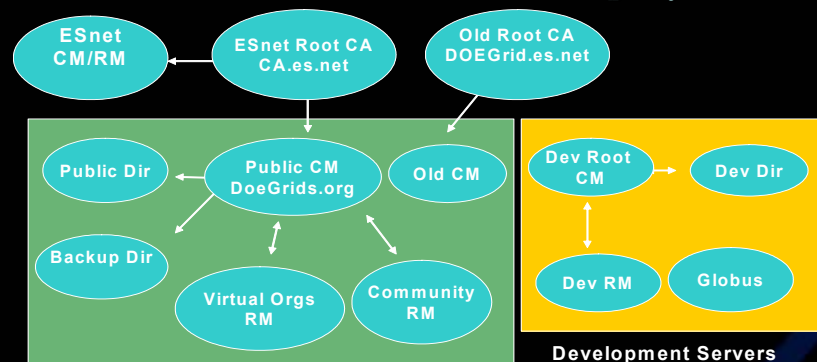 ESnet
CM/RM
ESnet Root CA
CA.es.net
Old Root CA
DOEGrid.es.net
Public Dir
Public CM
DoeGrids.org
Old CM
Dev Root
CM
Dev Dir
Backup Dir
Virtual Orgs
RM
Community
RM
Dev RM
Globus
Development Servers